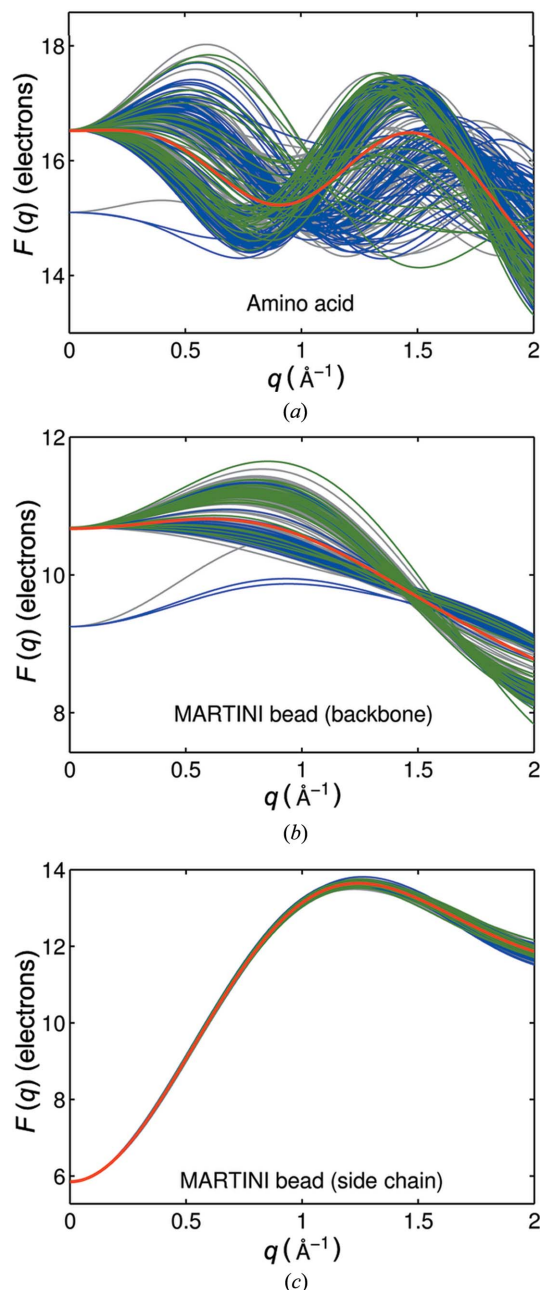 18
16
14
F (q) (electrons)
Amino acid
0 0.5 1 1.5 2
q (Å⁻¹)
(a)
12
10
8
F (q) (electrons)
MARTINI bead (backbone)
0 0.5 1 1.5 2
q (Å⁻¹)
(b)
14
12
10
8
6
F (q) (electrons)
MARTINI bead (side chain)
0 0.5 1 1.5 2
q (Å⁻¹)
(c)